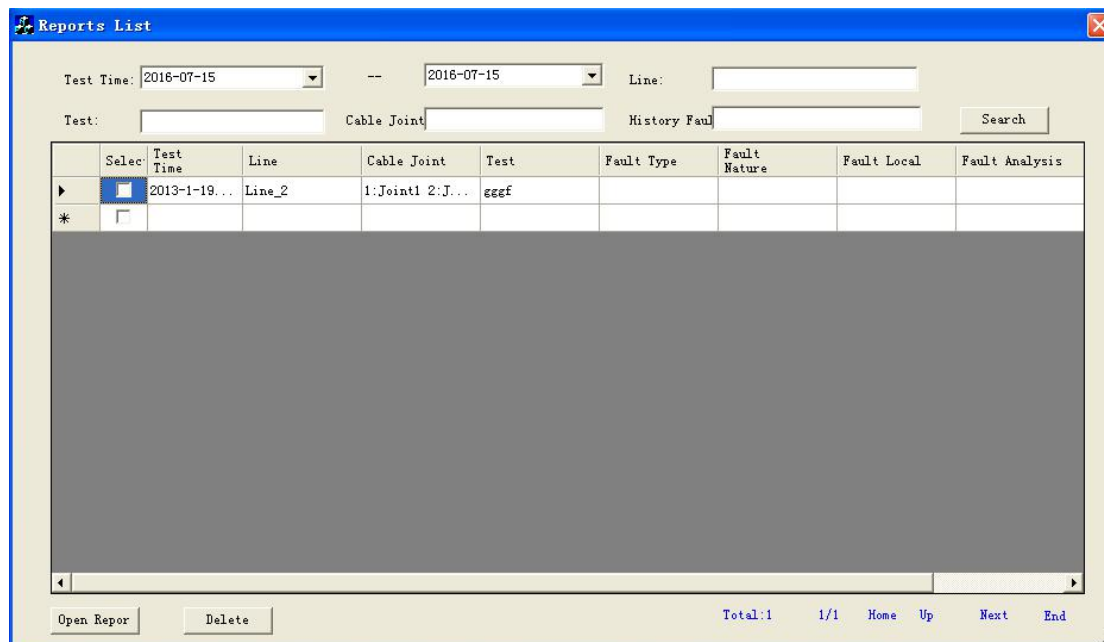 Reports List
Test Time: 2016-07-15 -- 2016-07-15 Line:
Test: Cable Joint History Faul Search
Selec Test Time Line Cable Joint Test Fault Type Fault Nature Fault Local Fault Analysis
2013-1-19... Line_2 1:Joint1 2:J... gggf
Open Repor Delete Total:1 1/1 Home Up Next End